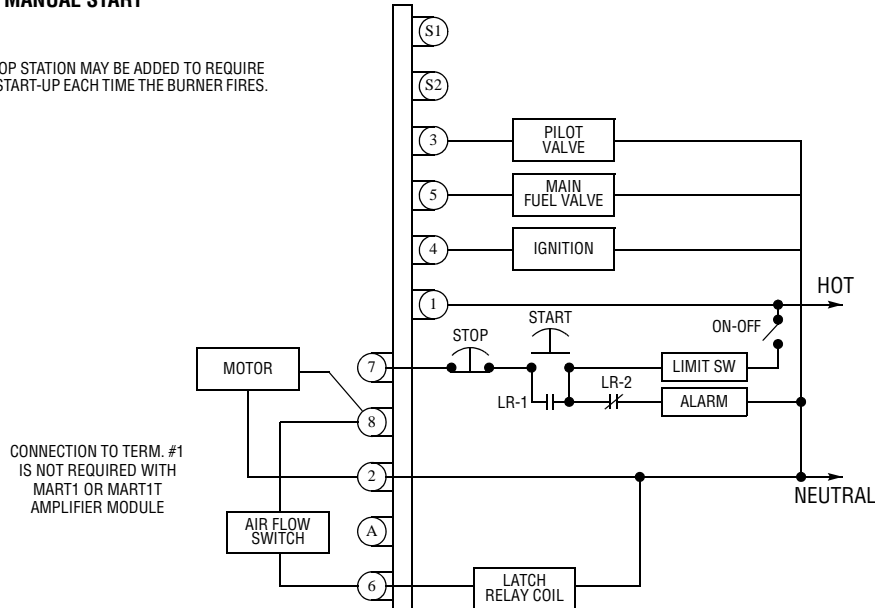 MANUAL START
OP STATION MAY BE ADDED TO REQUIRE
START-UP EACH TIME THE BURNER FIRES.
S1
S2
3
PILOT
VALVE
5
MAIN
FUEL VALVE
4
IGNITION
1
HOT
ON-OFF
START
STOP
7
MOTOR
LIMIT SW
LR-1
LR-2
ALARM
8
CONNECTION TO TERM. #1
IS NOT REQUIRED WITH
MART1 OR MART1T
AMPLIFIER MODULE
2
NEUTRAL
A
AIR FLOW
SWITCH
6
LATCH
RELAY COIL